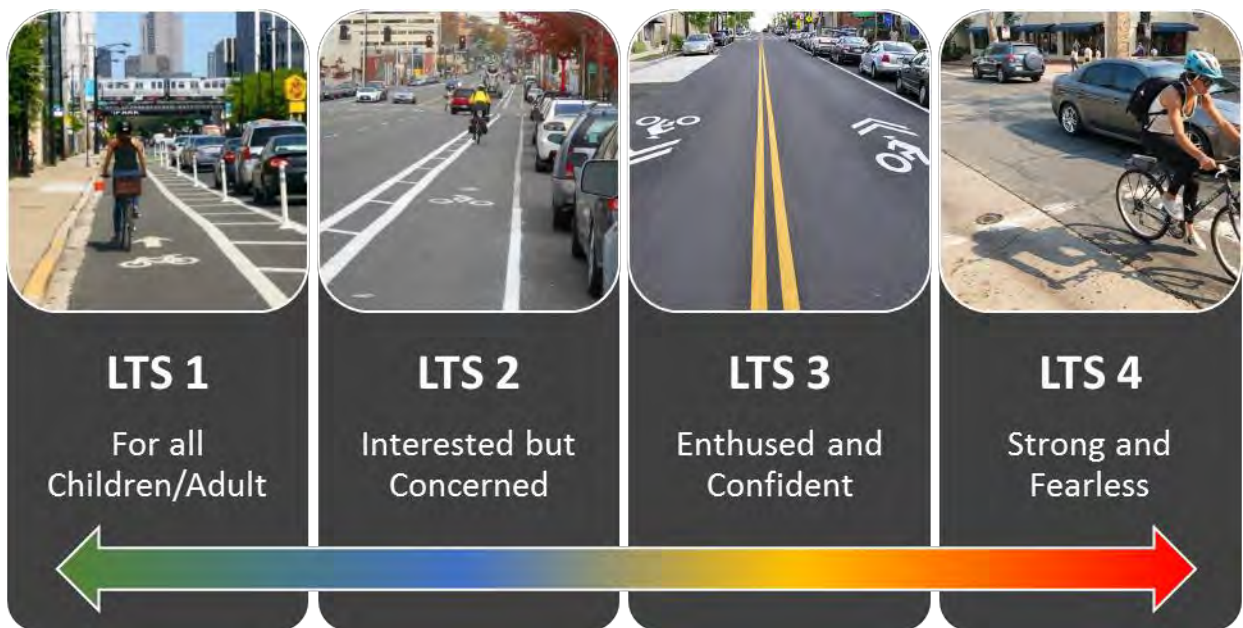 LTS 1
For all
Children/Adult
LTS 2
Interested but
Concerned
LTS 3
Enthused and
Confident
LTS 4
Strong and
Fearless